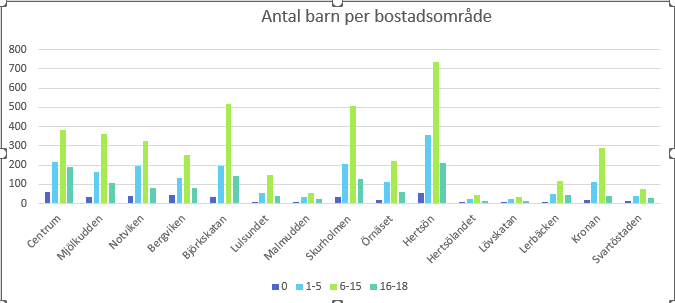 Antal barn per bostadsområde
800
700
600
500
400
300
200
100
0
Centrum
Mjölkudden
Notviken
Bergviken
Björkskatan
Lulsundet
Malmudden
Skurholmen
Örnäset
Hertsön
Hertsölandet
Lövskatan
Lerbäcken
Kronan
Svartöstaden
0 1-5 6-15 16-18